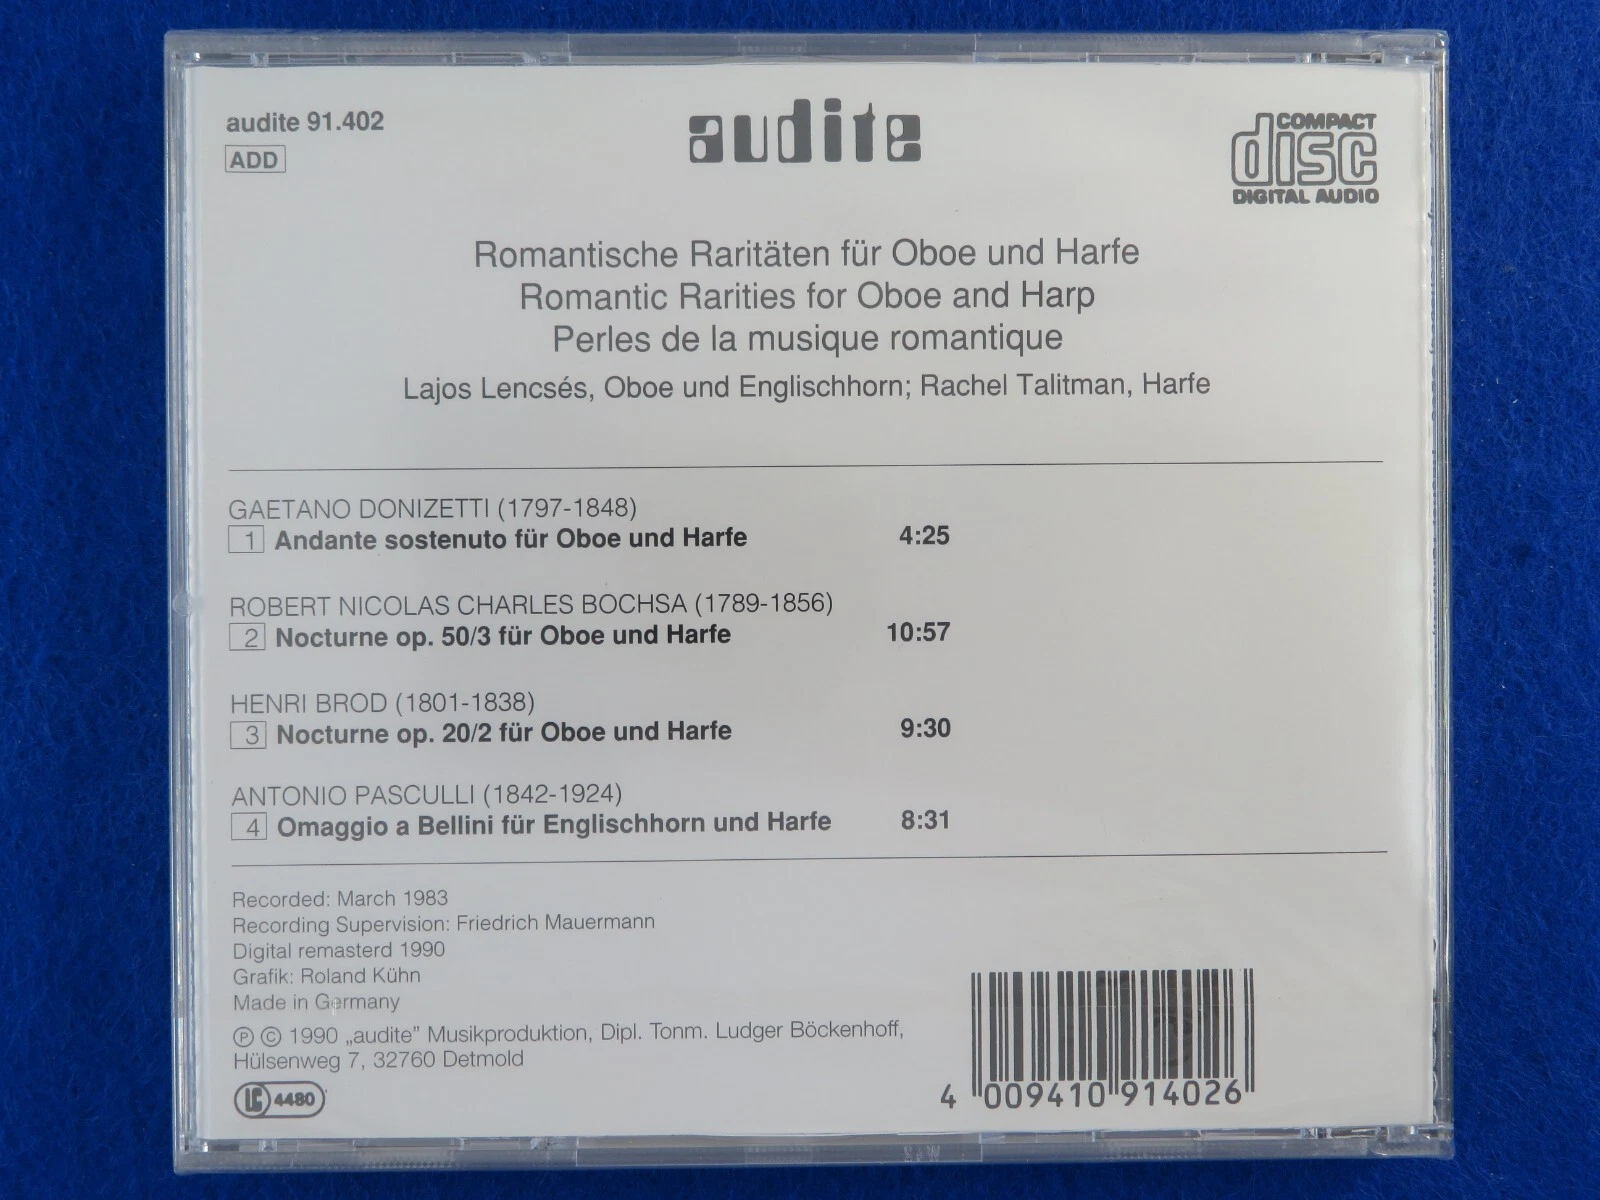 audite 91.402
ADD
audite
COMPACT
disc
DIGITAL AUDIO
Romantische Raritäten für Oboe und Harfe
Romantic Rarities for Oboe and Harp
Perles de la musique romantique
Lajos Lencsés, Oboe und Englischhorn; Rachel Talitman, Harfe
GAETANO DONIZETTI (1797-1848)
1 Andante sostenuto für Oboe und Harfe 4:25
ROBERT NICOLAS CHARLES BOCHSA (1789-1856)
2 Nocturne op. 50/3 für Oboe und Harfe 10:57
HENRI BROD (1801-1838)
3 Nocturne op. 20/2 für Oboe und Harfe 9:30
ANTONIO PASCULLI (1842-1924)
4 Omaggio a Bellini für Englischhorn und Harfe 8:31
Recorded: March 1983
Recording Supervision: Friedrich Mauermann
Digital remasterd 1990
Grafik: Roland Kühn
Made in Germany
Ⓟ © 1990 „audite" Musikproduktion, Dipl. Tonm. Ludger Böckenhoff,
Hülsenweg 7, 32760 Detmold
LC 4480
4 009410 914026